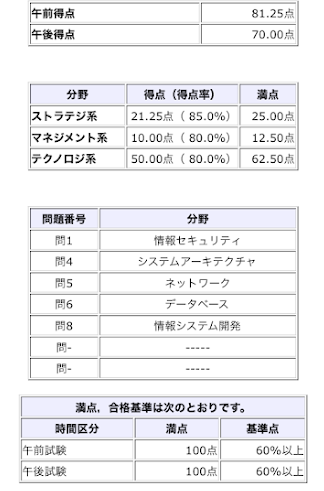 午前得点 81.25点
午後得点 70.00点
分野 得点（得点率） 満点
ストラテジ系 21.25点（ 85.0%） 25.00点
マネジメント系 10.00点（ 80.0%） 12.50点
テクノロジ系 50.00点（ 80.0%） 62.50点
問題番号 分野
問1 情報セキュリティ
問4 システムアーキテクチャ
問5 ネットワーク
問6 データベース
問8 情報システム開発
問- -----
問- -----
満点，合格基準は次のとおりです。
時間区分 満点 基準点
午前試験 100点 60%以上
午後試験 100点 60%以上